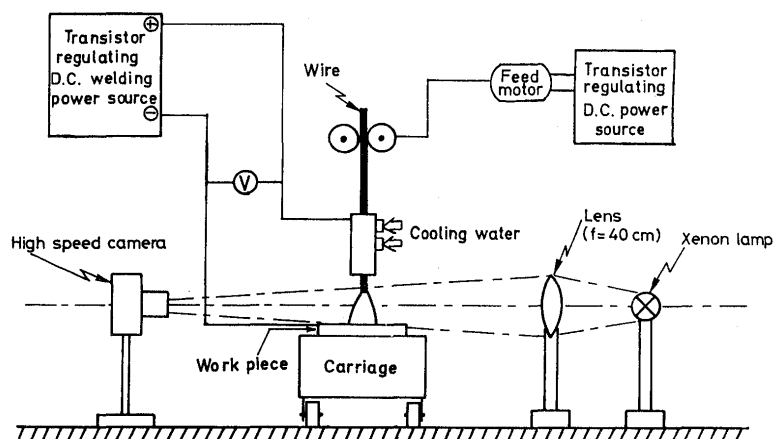 Transistor
regulating
D.C. welding
power source
+
−
Wire
Feed
motor
Transistor
regulating
D.C. power
source
V
High speed camera
Cooling water
Lens
(f= 40 cm)
Xenon lamp
Work piece
Carriage